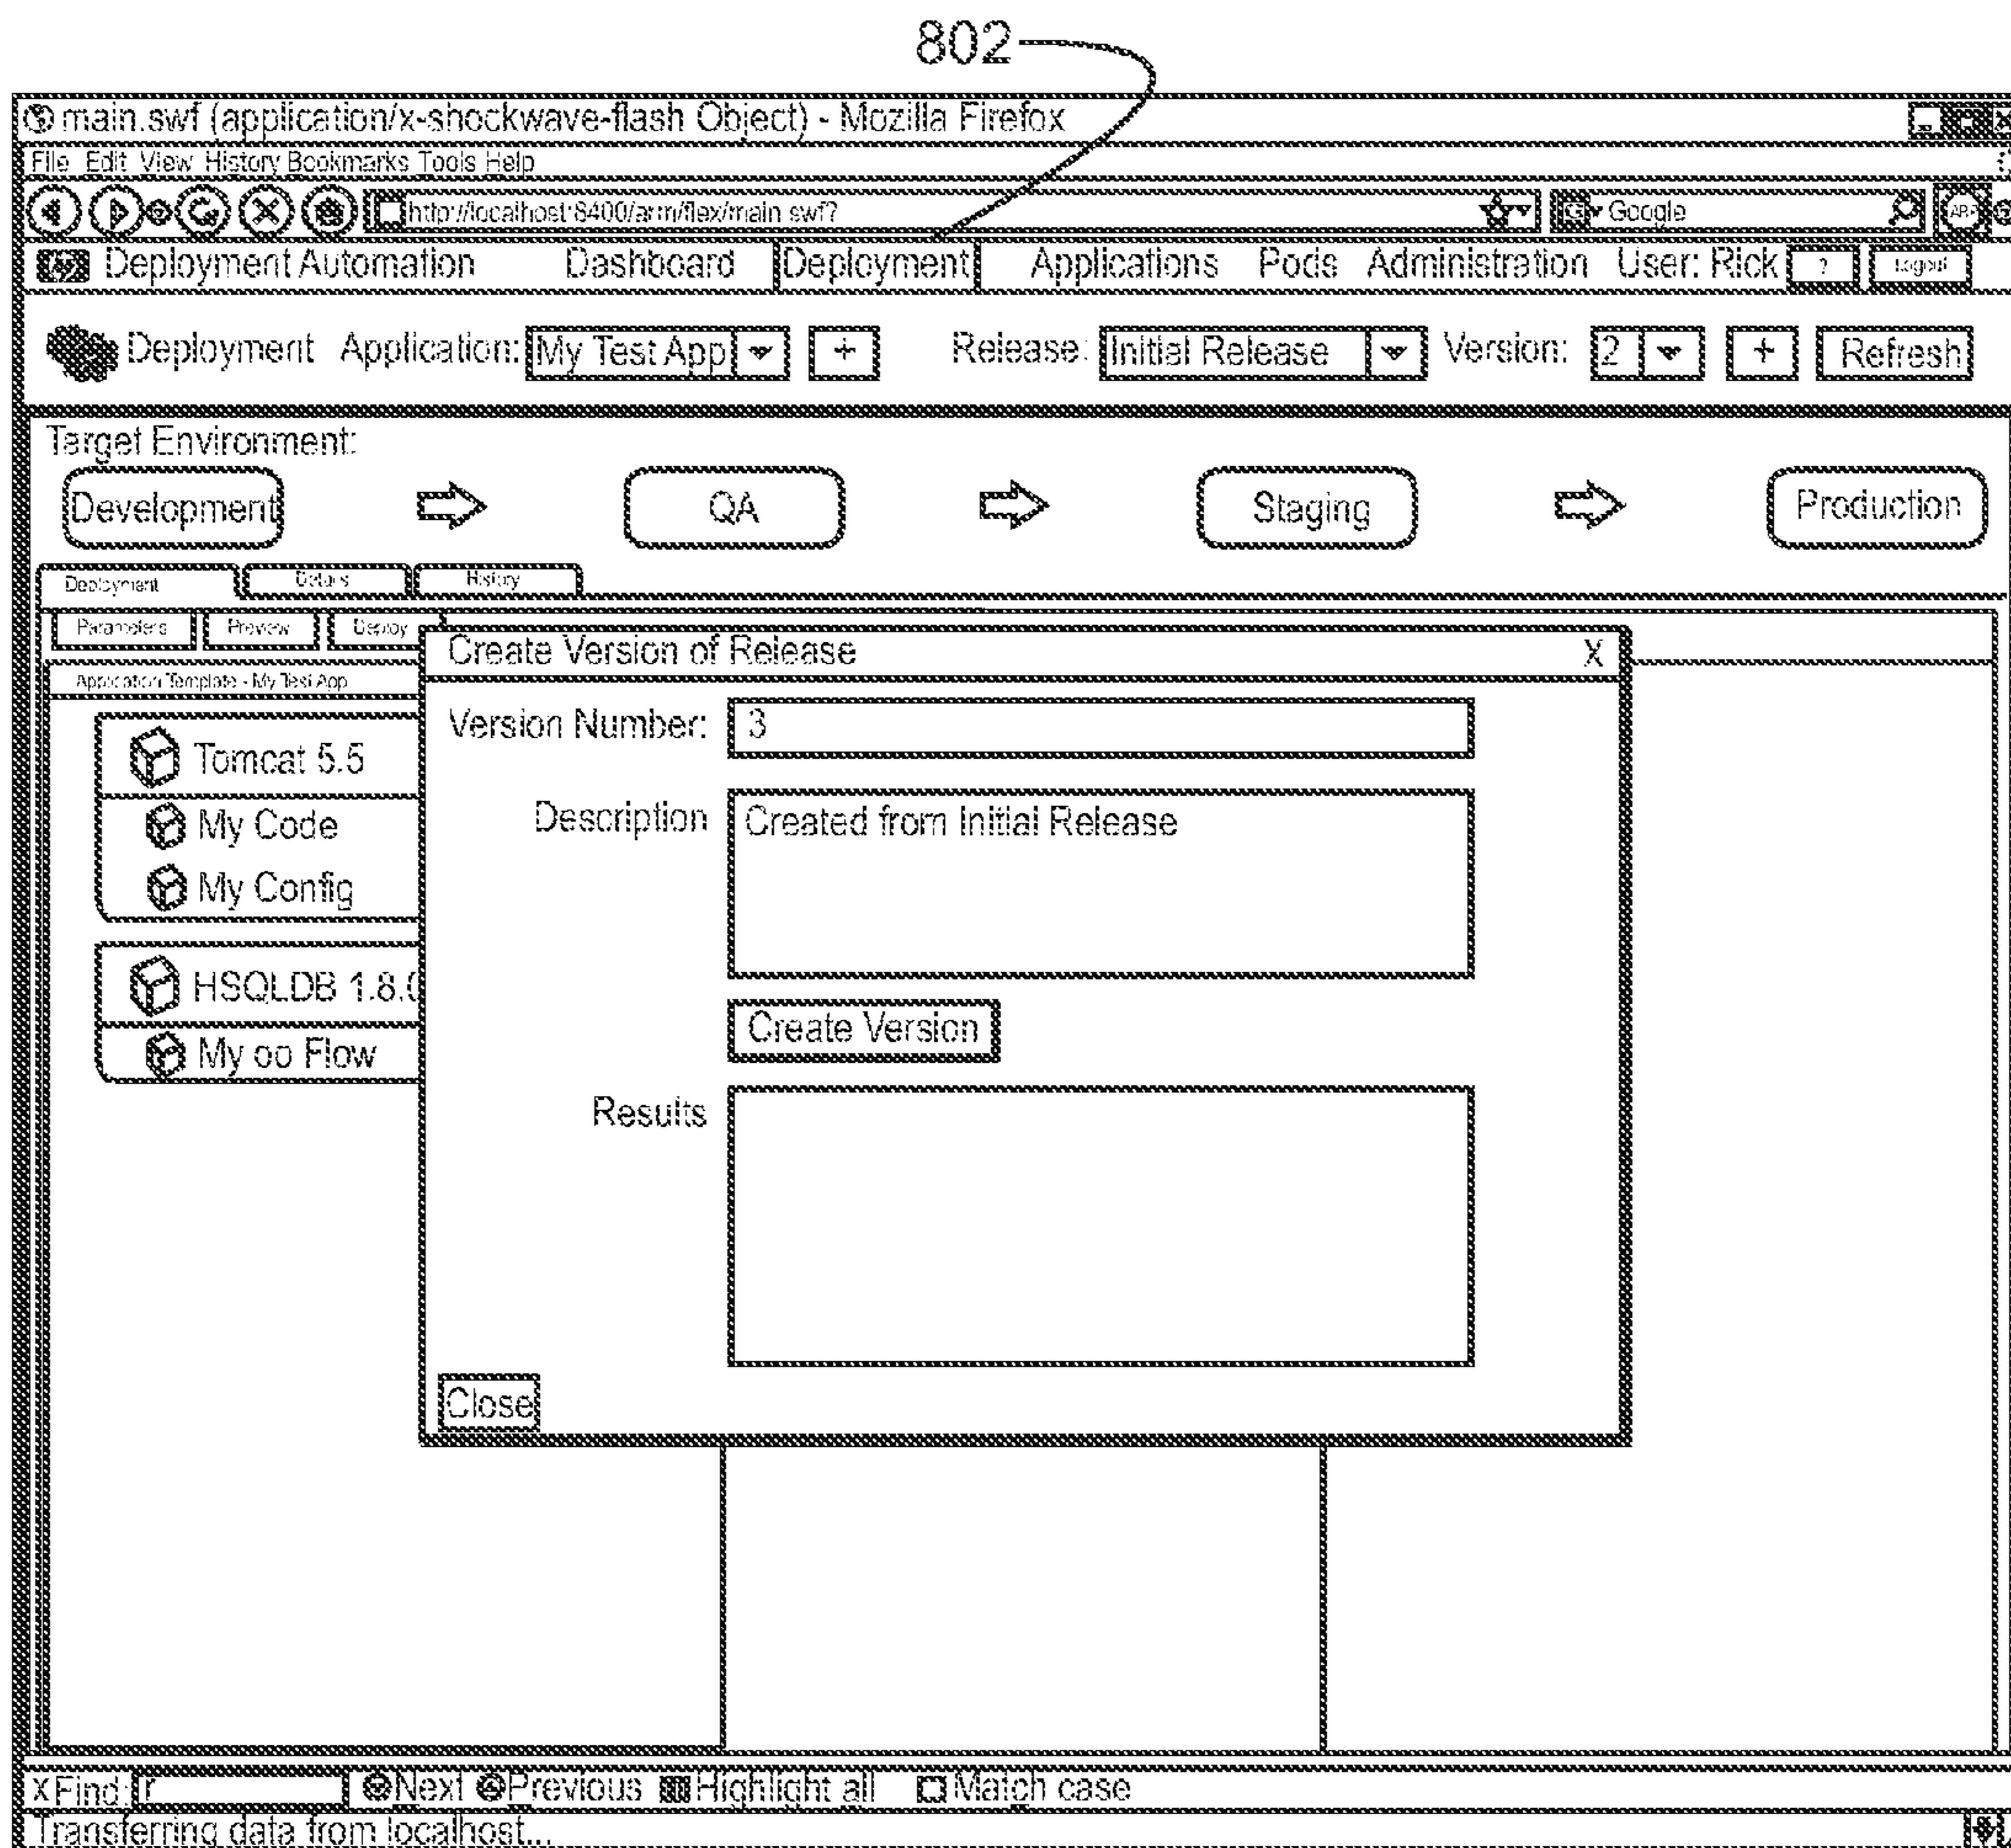 802
main.swf (application/x-shockwave-flash Object) - Mozilla Firefox
File Edit View History Bookmarks Tools Help
http://localhost:8400/arm/flex/main.swf? G Google
Deployment Automation Dashboard Deployment Applications Pods Administration User: Rick ? Logout
Deployment Application: My Test App + Release: Initial Release Version: 2 + Refresh
Target Environment:
Development QA Staging Production
Deployment Details History
Parameters Preview Deploy
Application Template - My Test App
Create Version of Release X
Version Number: 3
Tomcat 5.5
My Code
My Config
Description Created from Initial Release
HSQLDB 1.8.0
My oo Flow
Create Version
Results
Close
X Find: r Next Previous Highlight all Match case
Transferring data from localhost...